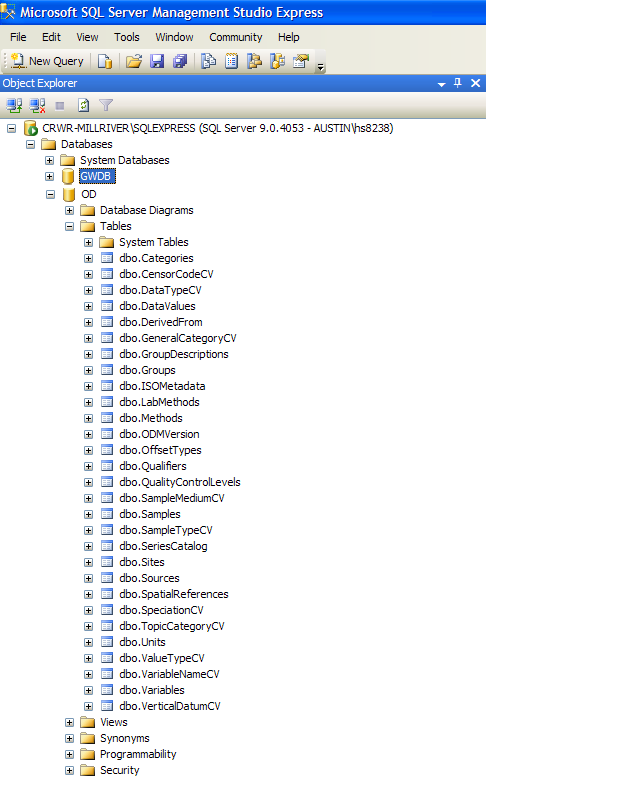 Microsoft SQL Server Management Studio Express
File Edit View Tools Window Community Help
New Query
Object Explorer
CRWR-MILLRIVER\SQLEXPRESS (SQL Server 9.0.4053 - AUSTIN\hs8238)
Databases
System Databases
GWDB
OD
Database Diagrams
Tables
System Tables
dbo.Categories
dbo.CensorCodeCV
dbo.DataTypeCV
dbo.DataValues
dbo.DerivedFrom
dbo.GeneralCategoryCV
dbo.GroupDescriptions
dbo.Groups
dbo.ISOMetadata
dbo.LabMethods
dbo.Methods
dbo.ODMVersion
dbo.OffsetTypes
dbo.Qualifiers
dbo.QualityControlLevels
dbo.SampleMediumCV
dbo.Samples
dbo.SampleTypeCV
dbo.SeriesCatalog
dbo.Sites
dbo.Sources
dbo.SpatialReferences
dbo.SpeciationCV
dbo.TopicCategoryCV
dbo.Units
dbo.ValueTypeCV
dbo.VariableNameCV
dbo.Variables
dbo.VerticalDatumCV
Views
Synonyms
Programmability
Security